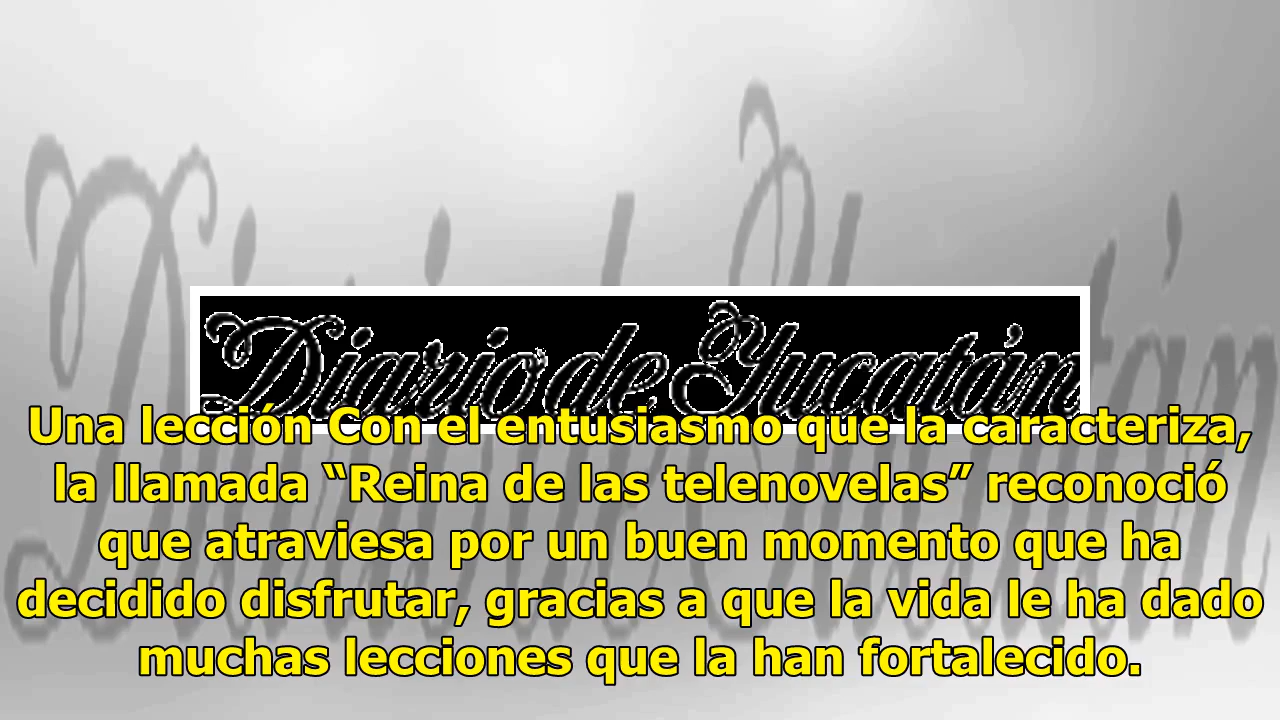 Diario de Yucatán
Una lección Con el entusiasmo que la caracteriza,
la llamada “Reina de las telenovelas” reconoció
que atraviesa por un buen momento que ha
decidido disfrutar, gracias a que la vida le ha dado
muchas lecciones que la han fortalecido.